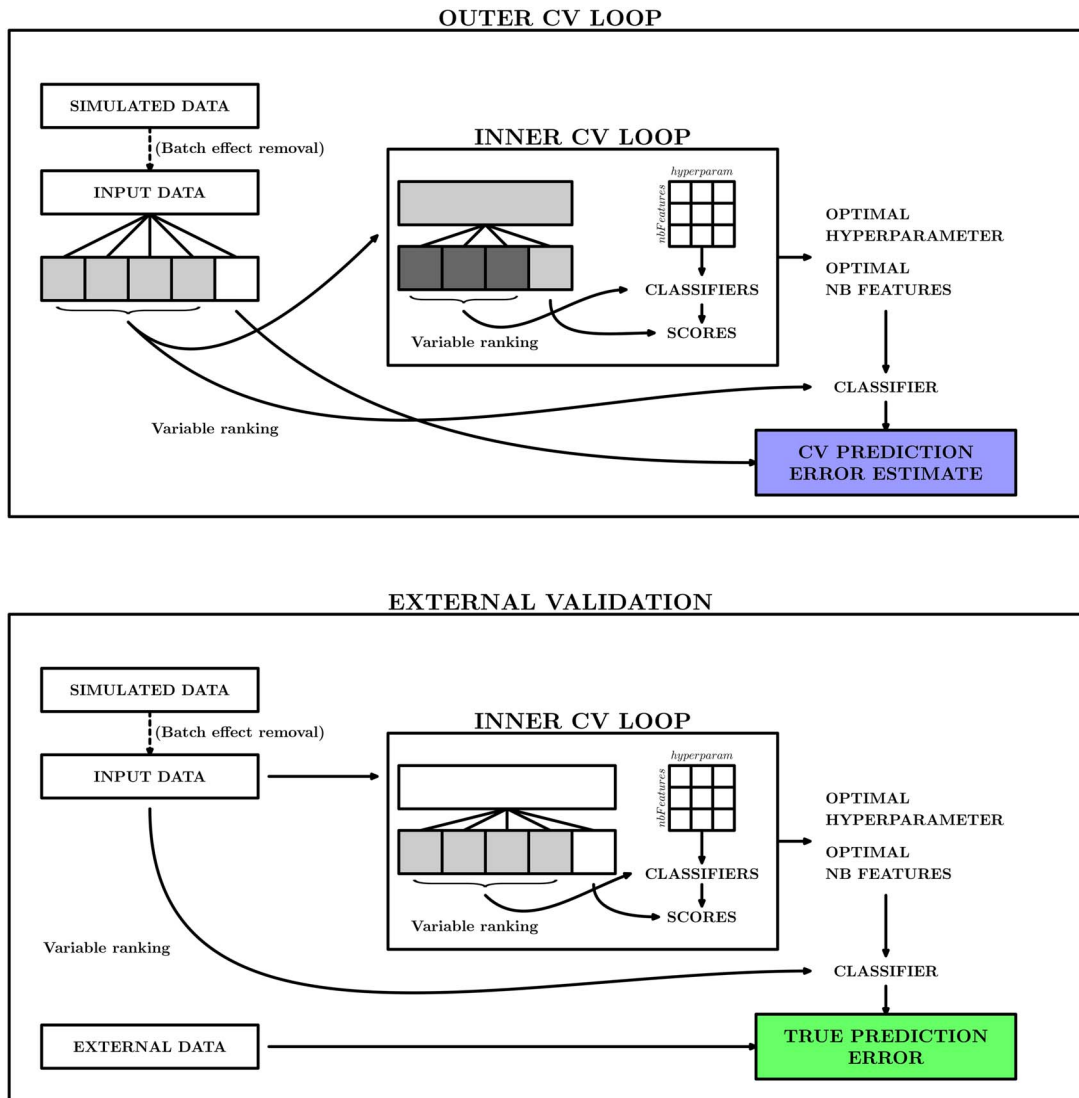 OUTER CV LOOP
SIMULATED DATA
(Batch effect removal)
INPUT DATA
INNER CV LOOP
hyperparam
nbFeatures
CLASSIFIERS
Variable ranking
SCORES
OPTIMAL
HYPERPARAMETER
OPTIMAL
NB FEATURES
CLASSIFIER
Variable ranking
CV PREDICTION
ERROR ESTIMATE
EXTERNAL VALIDATION
SIMULATED DATA
(Batch effect removal)
INPUT DATA
INNER CV LOOP
hyperparam
nbFeatures
CLASSIFIERS
Variable ranking
SCORES
OPTIMAL
HYPERPARAMETER
OPTIMAL
NB FEATURES
Variable ranking
CLASSIFIER
EXTERNAL DATA
TRUE PREDICTION
ERROR